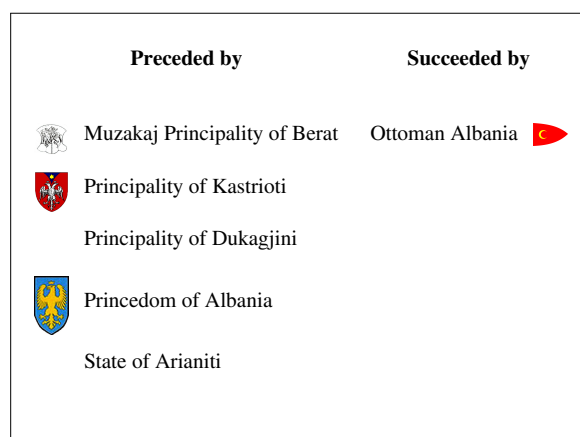 Preceded by Succeeded by
Muzakaj Principality of Berat Ottoman Albania
Principality of Kastrioti
Principality of Dukagjini
Princedom of Albania
State of Arianiti